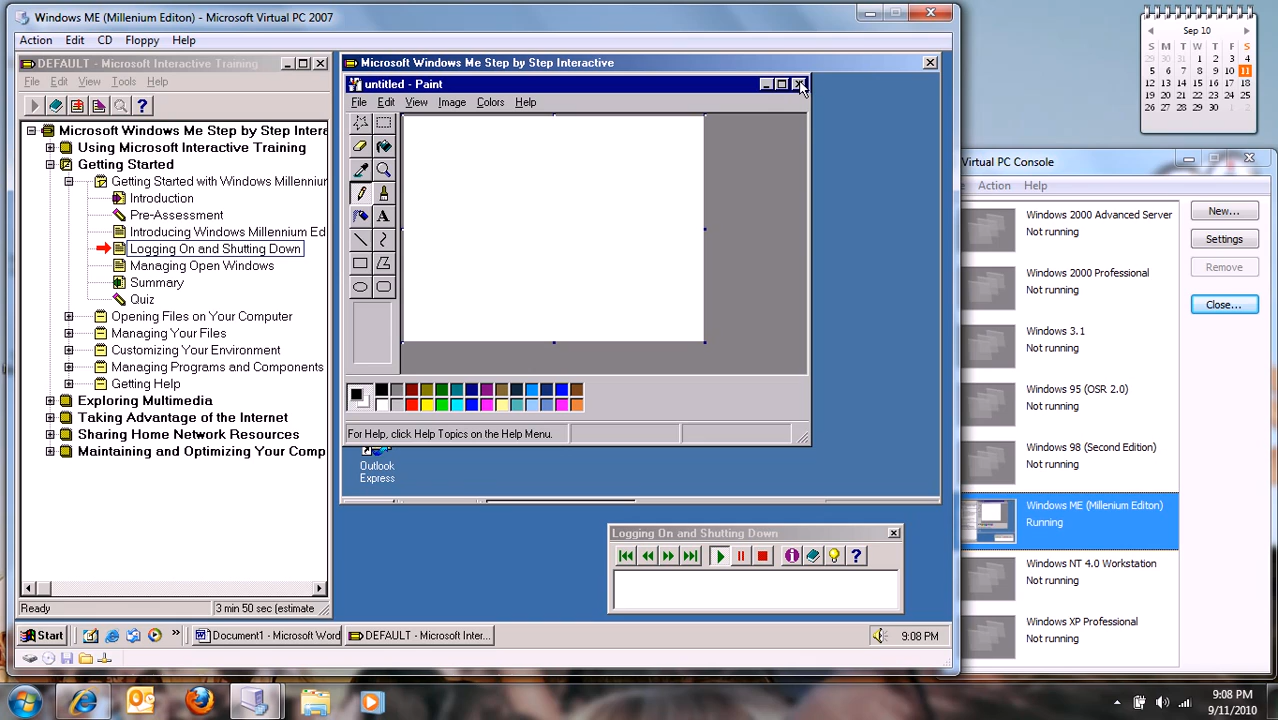 Windows ME (Millenium Editon) - Microsoft Virtual PC 2007
Action Edit CD Floppy Help
DEFAULT - Microsoft Interactive Training
File Edit View Tools Help
Microsoft Windows Me Step by Step Intera
Using Microsoft Interactive Training
Getting Started
Getting Started with Windows Millenniur
Introduction
Pre-Assessment
Introducing Windows Millennium Ed
Logging On and Shutting Down
Managing Open Windows
Summary
Quiz
Opening Files on Your Computer
Managing Your Files
Customizing Your Environment
Managing Programs and Components
Getting Help
Exploring Multimedia
Taking Advantage of the Internet
Sharing Home Network Resources
Maintaining and Optimizing Your Comp
Ready
3 min 50 sec (estimate
Microsoft Windows Me Step by Step Interactive
untitled - Paint
File Edit View Image Colors Help
A
For Help, click Help Topics on the Help Menu.
Outlook
Express
Logging On and Shutting Down
Start
Document1 - Microsoft Word
DEFAULT - Microsoft Inter...
9:08 PM
Sep 10
S M T W T F S
1 2 3 4
5 6 7 8 9 10 11
12 13 14 15 16 17 18
19 20 21 22 23 24 25
26 27 28 29 30
Virtual PC Console
Action Help
Windows 2000 Advanced Server
Not running
Windows 2000 Professional
Not running
Windows 3.1
Not running
Windows 95 (OSR 2.0)
Not running
Windows 98 (Second Edition)
Not running
Windows ME (Millenium Editon)
Running
Windows NT 4.0 Workstation
Not running
Windows XP Professional
Not running
New...
Settings
Remove
Close...
9:08 PM
9/11/2010